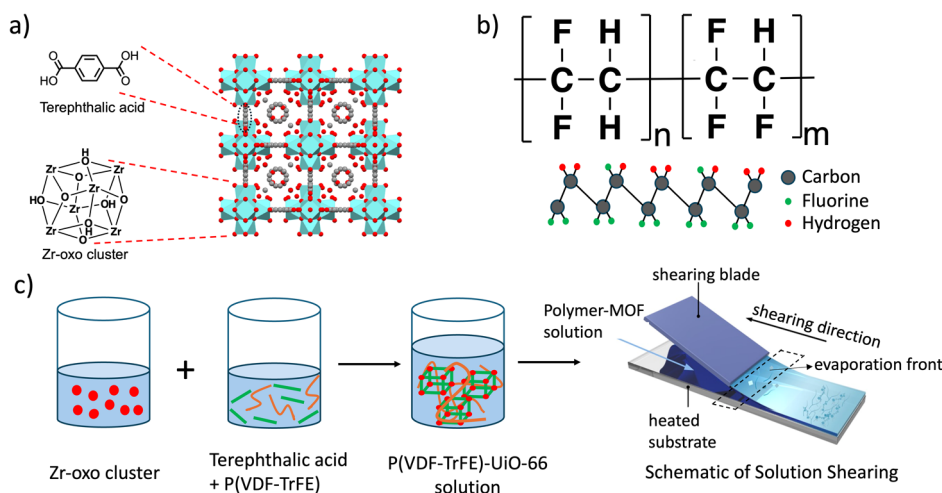 a)
OH
O
O
HO
Terephthalic acid
H
O
Zr
Zr
O
O
Zr
O
HO
OH
O
Zr
O
O
Zr
Zr
H
O
Zr-oxo cluster
b)
F H F H
C C C C
F H F F
n m
Carbon
Fluorine
Hydrogen
c)
+
Zr-oxo cluster
Terephthalic acid
+ P(VDF-TrFE)
P(VDF-TrFE)-UiO-66
solution
shearing blade
Polymer-MOF
solution
shearing direction
evaporation front
heated
substrate
Schematic of Solution Shearing